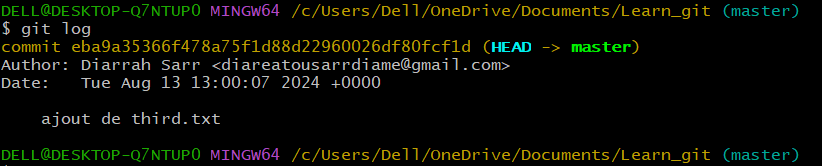 DELL@DESKTOP-Q7NTUP0 MINGW64 /c/Users/Dell/OneDrive/Documents/Learn_git (master)
$ git log
commit eba9a35366f478a75f1d88d22960026df80fcf1d (HEAD -> master)
Author: Diarrah Sarr <diareatousarrdiame@gmail.com>
Date:   Tue Aug 13 13:00:07 2024 +0000

    ajout de third.txt

DELL@DESKTOP-Q7NTUP0 MINGW64 /c/Users/Dell/OneDrive/Documents/Learn_git (master)